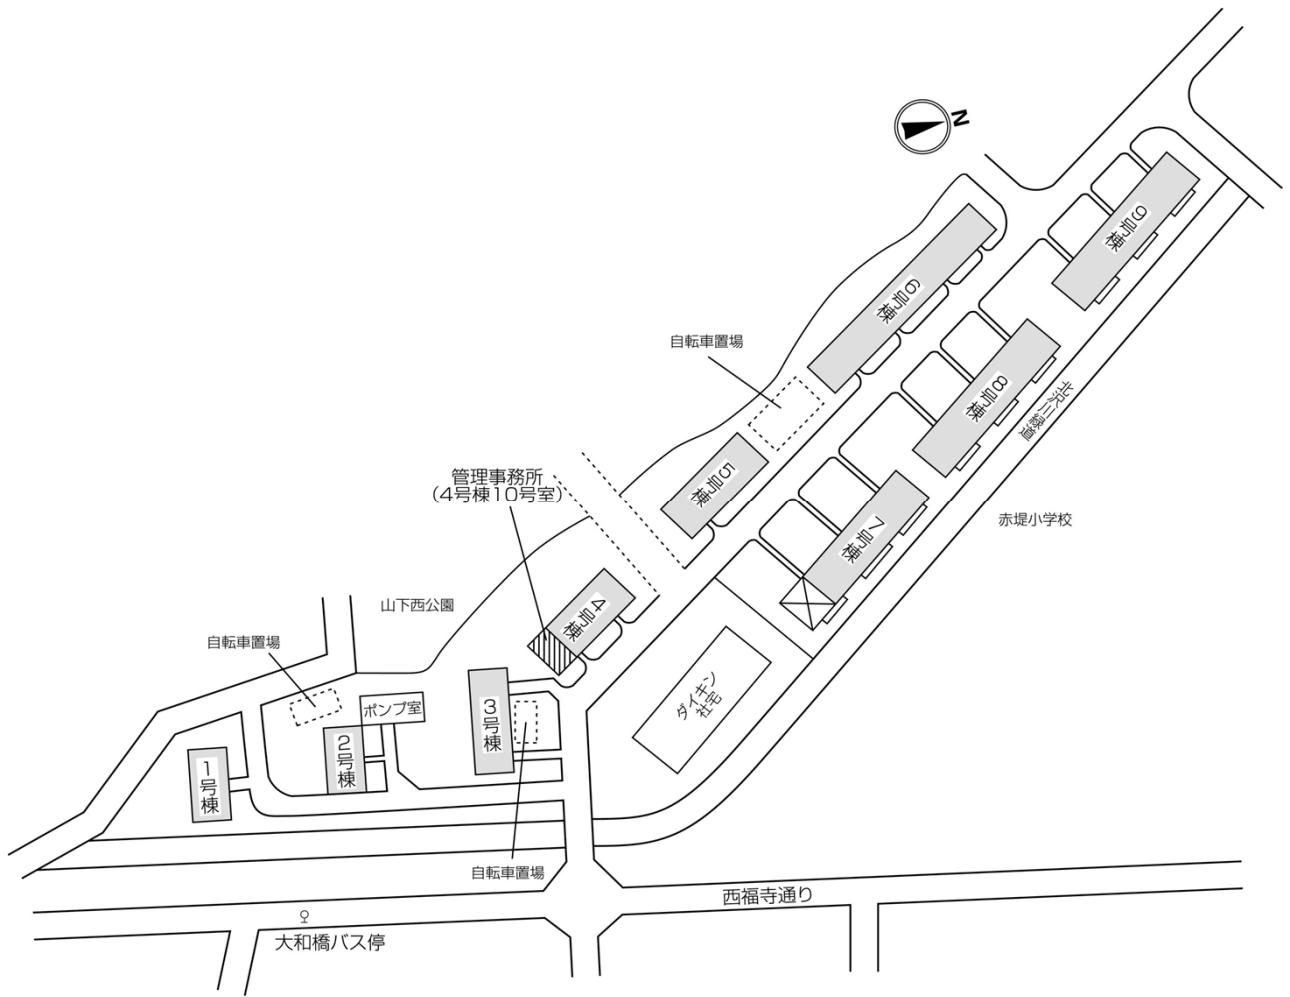 N
9号棟
6号棟
自転車置場
8号棟
北沢川緑道
5号棟
管理事務所
（4号棟10号室）
7号棟
赤堤小学校
山下西公園
4号棟
自転車置場
ダイキン
社宅
ポンプ室
3号棟
2号棟
1号棟
自転車置場
西福寺通り
大和橋バス停